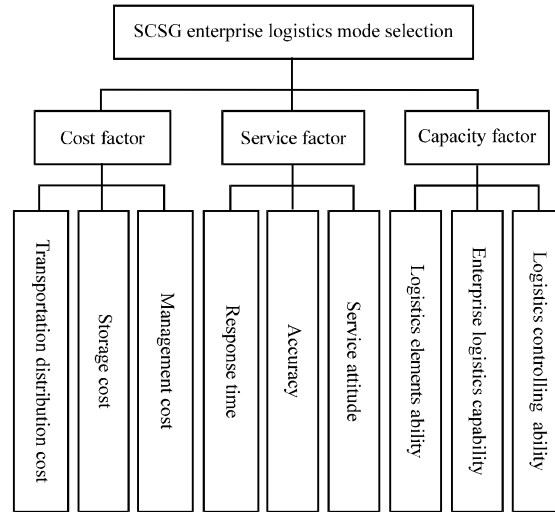 SCSG enterprise logistics mode selection
Cost factor
Service factor
Capacity factor
Transportation distribution cost
Storage cost
Management cost
Response time
Accuracy
Service attitude
Logistics elements ability
Enterprise logistics capability
Logistics controlling ability